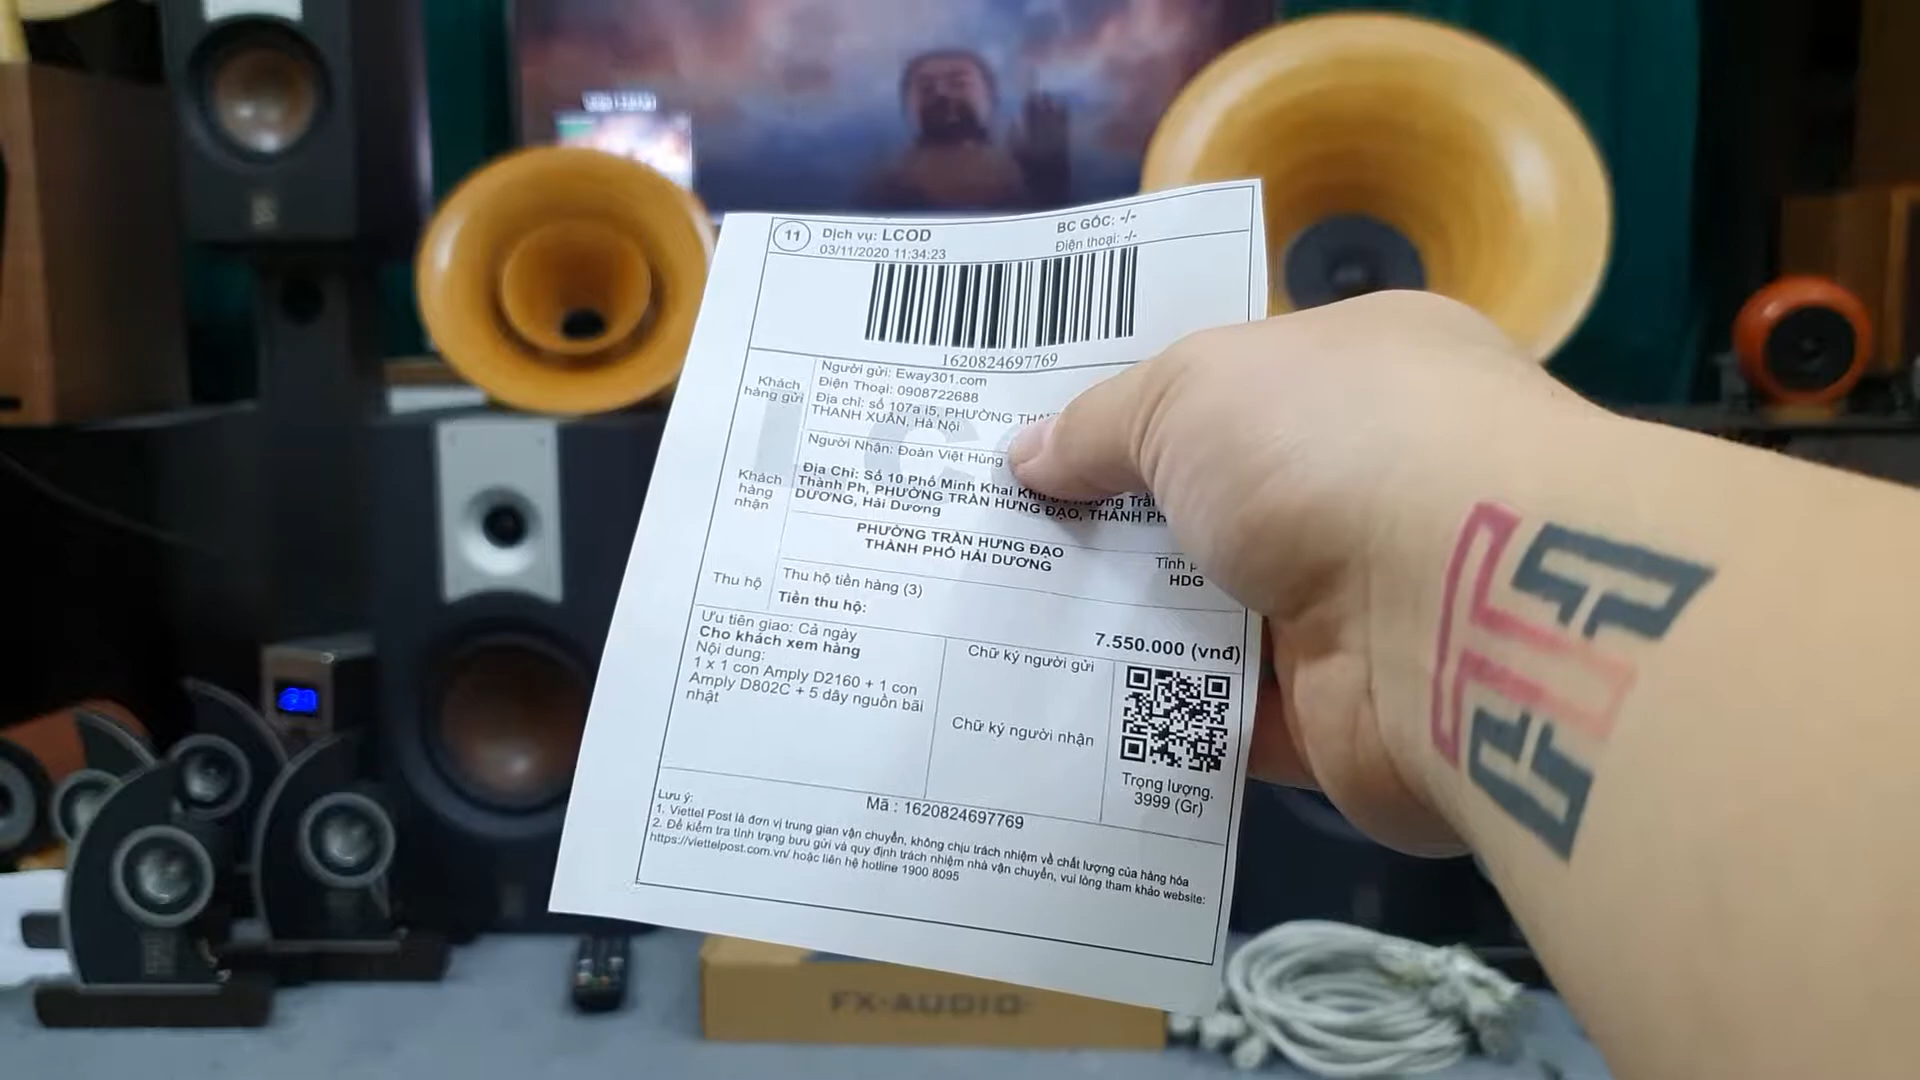 11
Dịch vụ: LCOD
03/11/2020 11:34:23
BC GỐC: -/-
Điện thoại: -/-
1620824697769
Khách hàng gửi
Người gửi: Eway301.com
Điện Thoại: 0908722688
Địa chỉ: số 107a i5, PHƯỜNG
THANH XUÂN, Hà Nội
Khách hàng nhận
Người Nhận: Đoàn Việt Hùng
Địa Chỉ: Số 10 Phố Minh Khai
Thành Ph, PHƯỜNG TRẦN HƯNG ĐẠO, THÀNH
DƯƠNG, Hải Dương
PHƯỜNG TRẦN HƯNG ĐẠO
THÀNH PHỐ HẢI DƯƠNG
Tỉnh
HDG
Thu hộ
Thu hộ tiền hàng (3)
Tiền thu hộ:
7.550.000 (vnđ)
Ưu tiên giao: Cả ngày
Cho khách xem hàng
Nội dung:
1 x 1 con Amply D2160 + 1 con
Amply D802C + 5 dây nguồn bãi
nhật
Chữ ký người gửi
Chữ ký người nhận
Trọng lượng.
3999 (Gr)
Mã : 1620824697769
Lưu ý:
1. Viettel Post là đơn vị trung gian vận chuyển, không chịu trách nhiệm về chất lượng của hàng hóa
2. Để kiểm tra tình trạng bưu gửi và quy định trách nhiệm nhà vận chuyển, vui lòng tham khảo website:
https://viettelpost.com.vn/ hoặc liên hệ hotline 1900 8095
FX-AUDIO